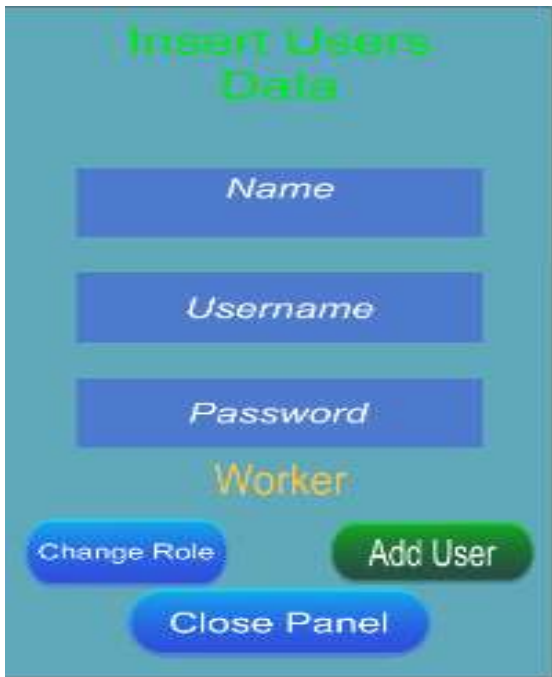 Insert Users
Data
Name
Username
Password
Worker
Change Role
Add User
Close Panel